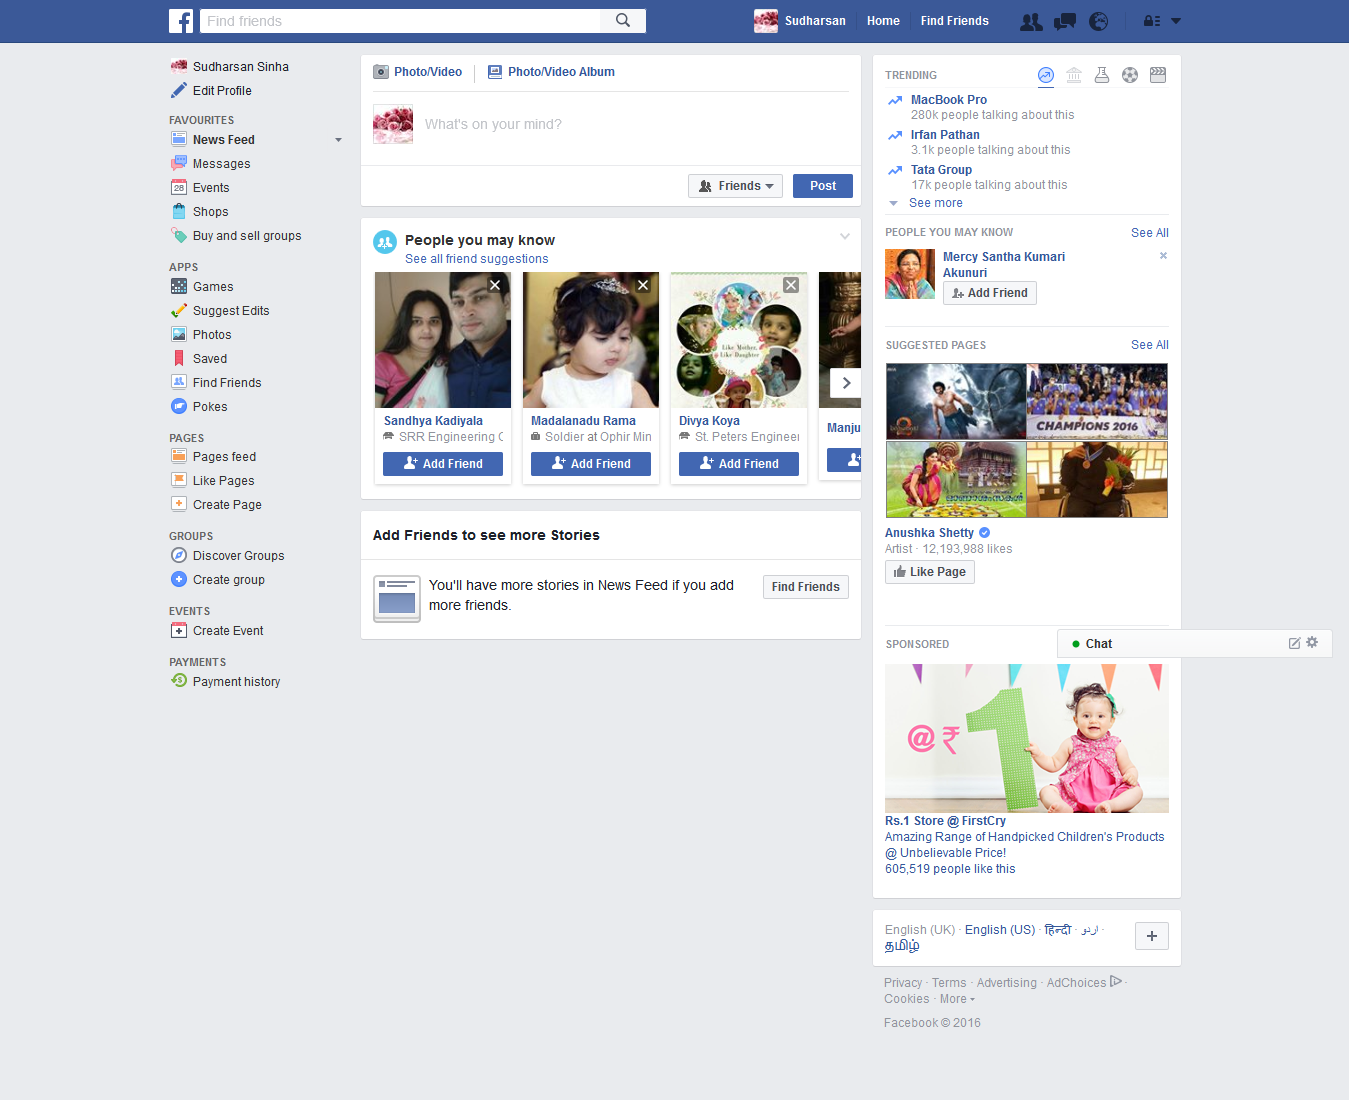 Find friends
Sudharsan
Home
Find Friends
Sudharsan Sinha
Edit Profile
FAVOURITES
News Feed
Messages
28
Events
Shops
Buy and sell groups
APPS
Games
Suggest Edits
Photos
Saved
Find Friends
Pokes
PAGES
Pages feed
Like Pages
Create Page
GROUPS
Discover Groups
Create group
EVENTS
Create Event
PAYMENTS
Payment history
Photo/Video
Photo/Video Album
What's on your mind?
Friends
Post
People you may know
See all friend suggestions
Like Mother,
Like Daughter
Sandhya Kadiyala
SRR Engineering C
Add Friend
Madalanadu Rama
Soldier at Ophir Min
Add Friend
Divya Koya
St. Peters Engineer
Add Friend
Manju
Add Friends to see more Stories
You'll have more stories in News Feed if you add
more friends.
Find Friends
TRENDING
MacBook Pro
280k people talking about this
Irfan Pathan
3.1k people talking about this
Tata Group
17k people talking about this
See more
PEOPLE YOU MAY KNOW
See All
Mercy Santha Kumari
Akunuri
Add Friend
SUGGESTED PAGES
See All
CHAMPIONS 2016
Anushka Shetty
Artist · 12,193,988 likes
Like Page
SPONSORED
Chat
@₹1
Rs.1 Store @ FirstCry
Amazing Range of Handpicked Children's Products
@ Unbelievable Price!
605,519 people like this
English (UK) · English (US) · हिन्दी · اردو ·
தமிழ்
Privacy · Terms · Advertising · AdChoices ·
Cookies · More
Facebook © 2016